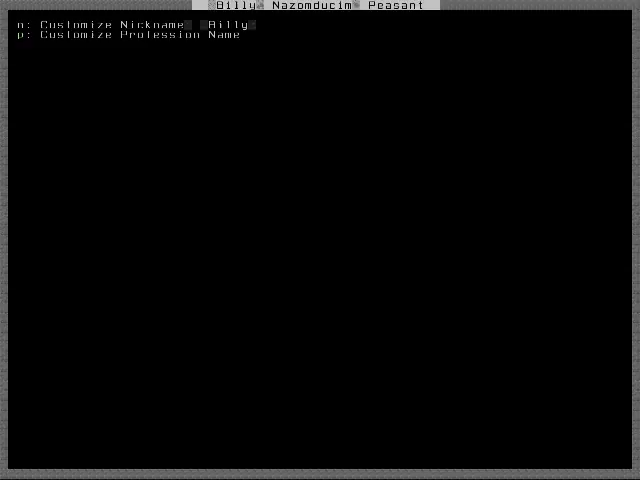 Billy Nazomducim Peasant
n: Customize Nickname Billy
p: Customize Profession Name